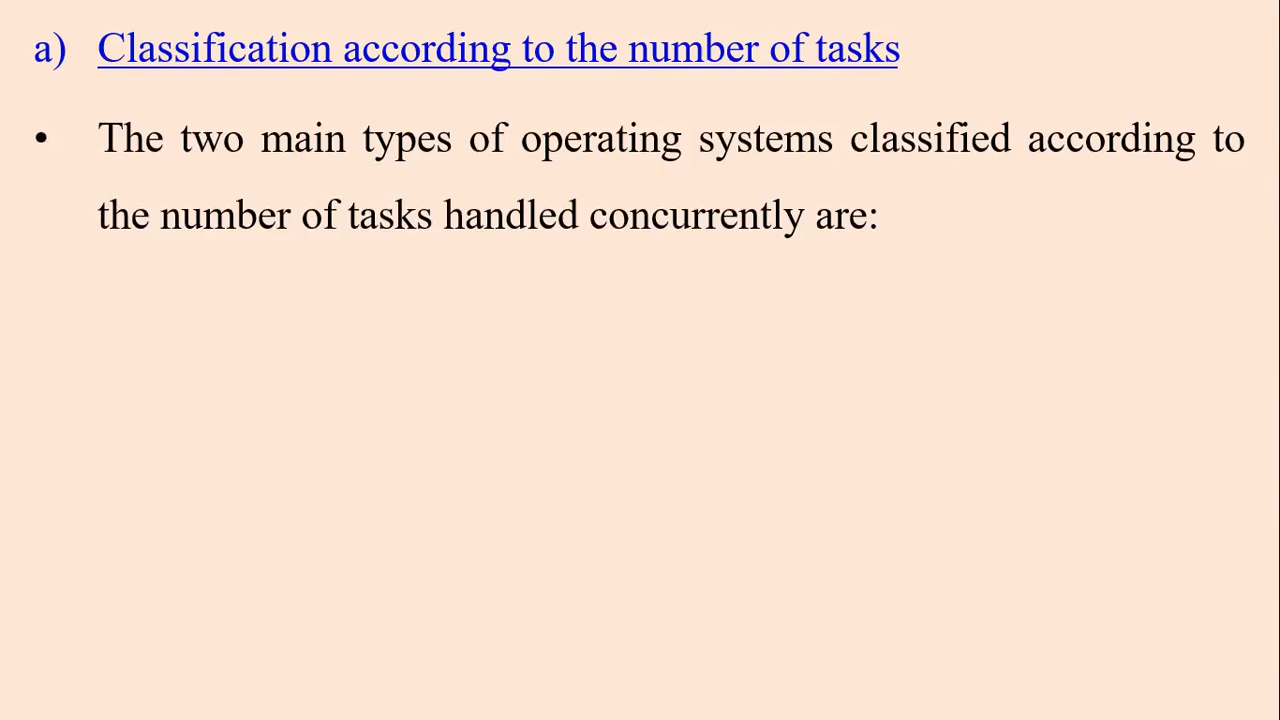 a) Classification according to the number of tasks
• The two main types of operating systems classified according to
the number of tasks handled concurrently are: